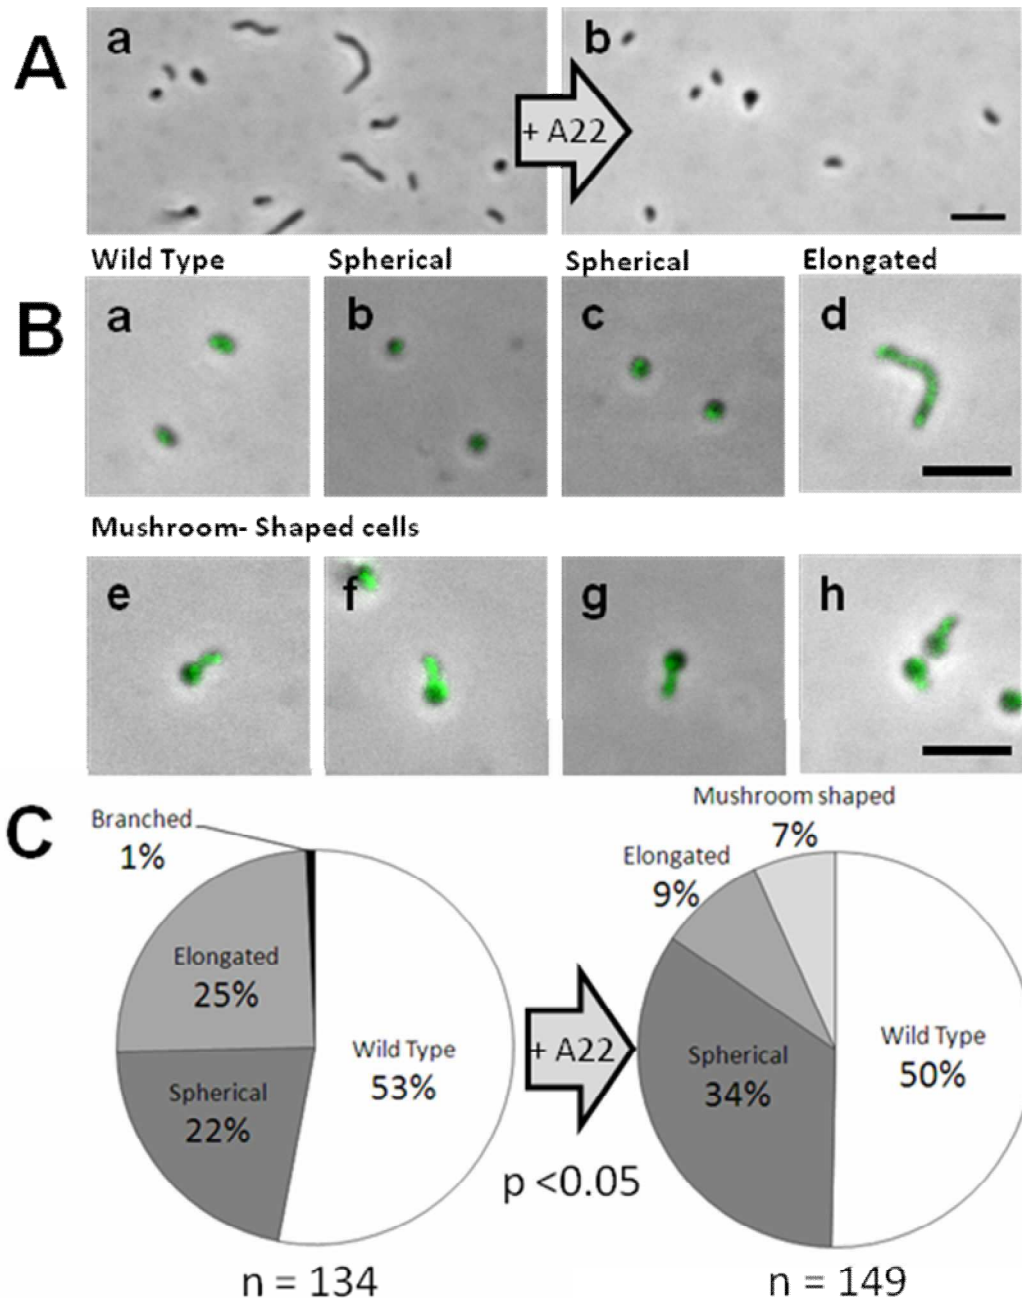 A
a
b
+ A22
Wild Type
Spherical
Spherical
Elongated
B
a
b
c
d
Mushroom- Shaped cells
e
f
g
h
C
Branched
1%
Elongated
25%
Spherical
22%
Wild Type
53%
+ A22
p <0.05
Mushroom shaped
7%
Elongated
9%
Spherical
34%
Wild Type
50%
n = 134
n = 149